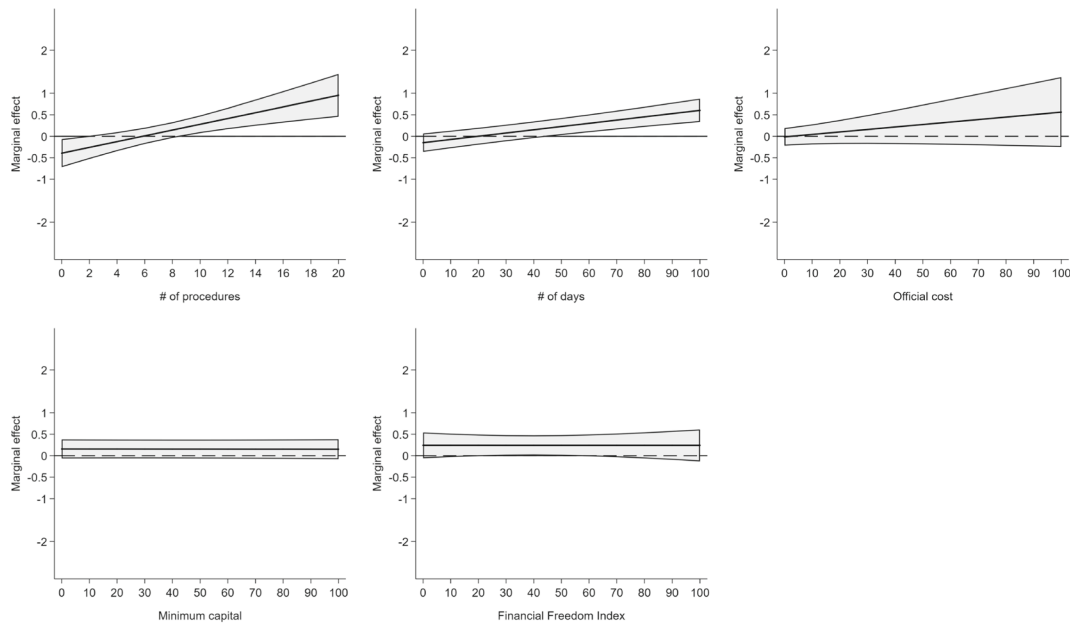 Marginal effect
2
1
0.5
0
-0.5
-1
-2
0 2 4 6 8 10 12 14 16 18 20
# of procedures
Marginal effect
2
1
0.5
0
-0.5
-1
-2
0 10 20 30 40 50 60 70 80 90 100
# of days
Marginal effect
2
1
0.5
0
-0.5
-1
-2
0 10 20 30 40 50 60 70 80 90 100
Official cost
Marginal effect
2
1
0.5
0
-0.5
-1
-2
0 10 20 30 40 50 60 70 80 90 100
Minimum capital
Marginal effect
2
1
0.5
0
-0.5
-1
-2
0 10 20 30 40 50 60 70 80 90 100
Financial Freedom Index